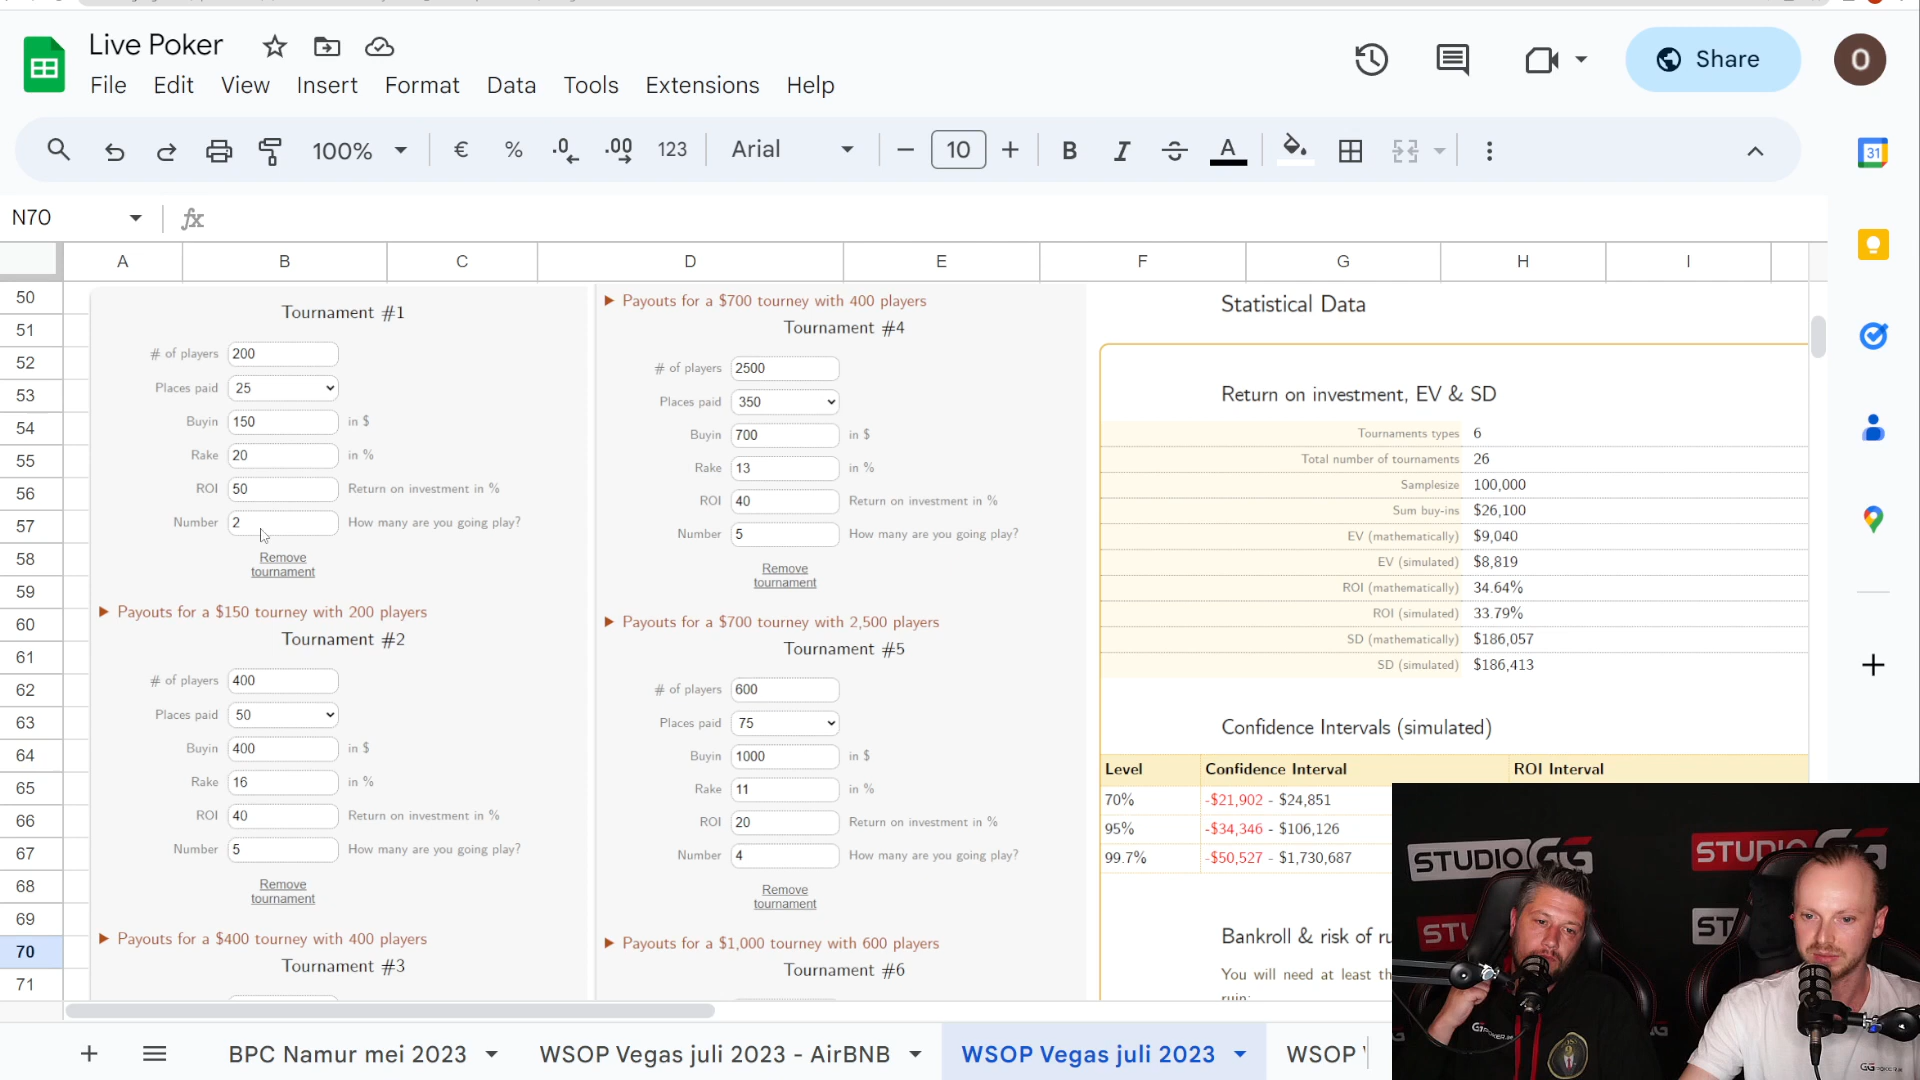 Live Poker
Share
O
File Edit View Insert Format Data Tools Extensions Help
100% € % .0 .00 123 Arial 10 B I A
31
N70 fx
A B C D E F G H I
50
51
52
53
54
55
56
57
58
59
60
61
62
63
64
65
66
67
68
69
70
71
Tournament #1
# of players 200
Places paid 25
Buyin 150 in $
Rake 20 in %
ROI 50 Return on investment in %
Number 2 How many are you going play?
Remove
tournament
Payouts for a $150 tourney with 200 players
Tournament #2
# of players 400
Places paid 50
Buyin 400 in $
Rake 16 in %
ROI 40 Return on investment in %
Number 5 How many are you going play?
Remove
tournament
Payouts for a $400 tourney with 400 players
Tournament #3
Payouts for a $700 tourney with 400 players
Tournament #4
# of players 2500
Places paid 350
Buyin 700 in $
Rake 13 in %
ROI 40 Return on investment in %
Number 5 How many are you going play?
Remove
tournament
Payouts for a $700 tourney with 2,500 players
Tournament #5
# of players 600
Places paid 75
Buyin 1000 in $
Rake 11 in %
ROI 20 Return on investment in %
Number 4 How many are you going play?
Remove
tournament
Payouts for a $1,000 tourney with 600 players
Tournament #6
Statistical Data
Return on investment, EV & SD
Tournaments types 6
Total number of tournaments 26
Samplesize 100,000
Sum buy-ins $26,100
EV (mathematically) $9,040
EV (simulated) $8,819
ROI (mathematically) 34.64%
ROI (simulated) 33.79%
SD (mathematically) $186,057
SD (simulated) $186,413
Confidence Intervals (simulated)
Level Confidence Interval ROI Interval
70% -$21,902 - $24,851
95% -$34,346 - $106,126
99.7% -$50,527 - $1,730,687
Bankroll & risk of ru
You will need at least th
ruin:
STUDIO GG
STUDIO GG
STU
ST
BPC Namur mei 2023 WSOP Vegas juli 2023 - AirBNB WSOP Vegas juli 2023 WSOP